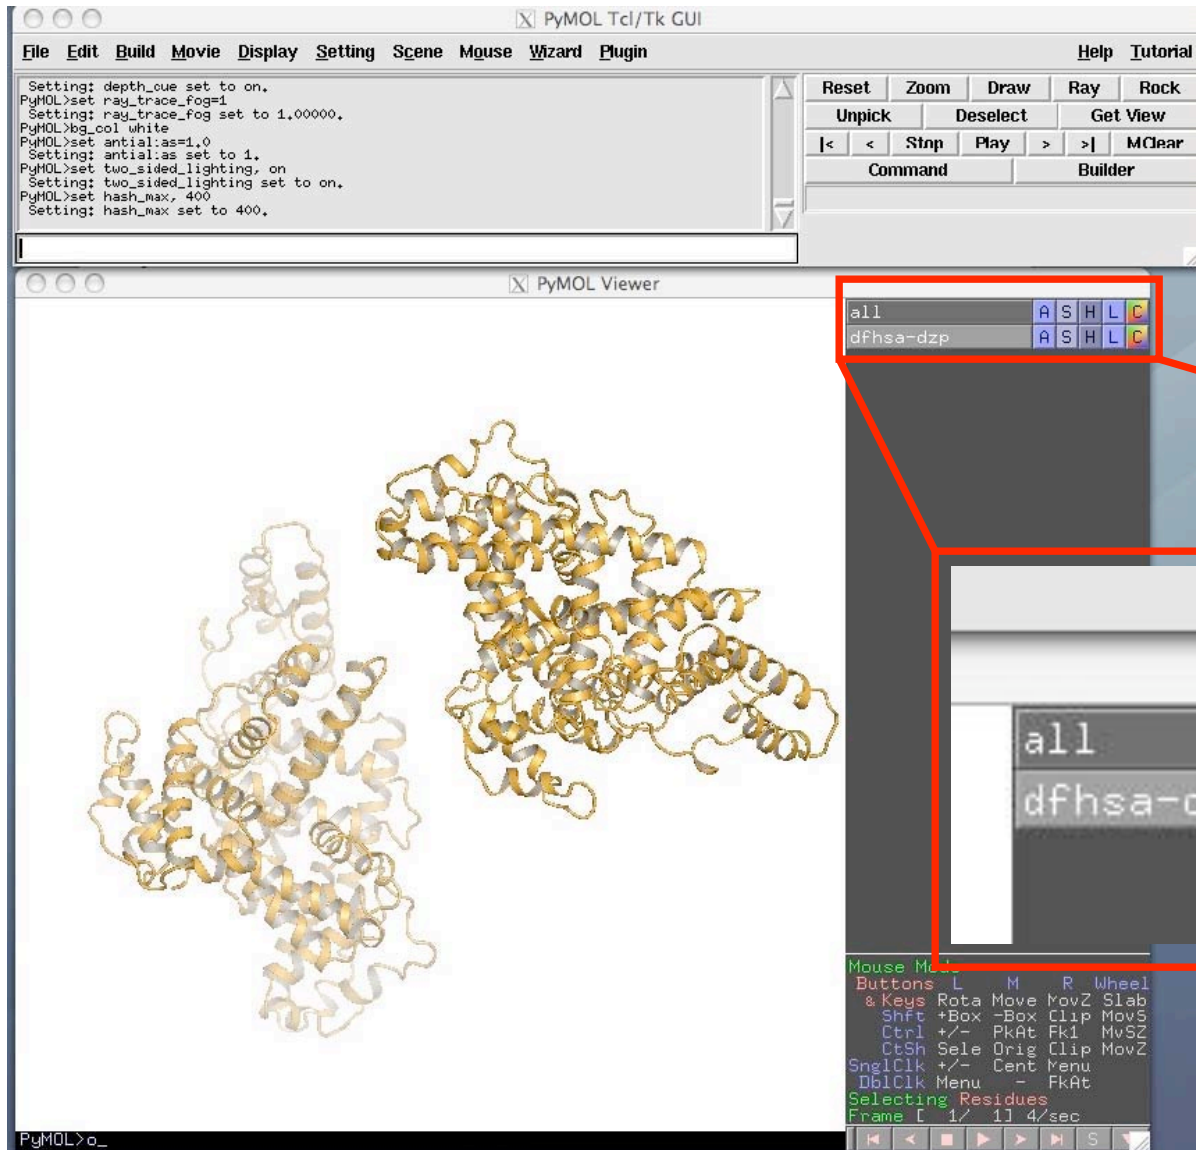 PyMOL Tcl/Tk GUI
File Edit Build Movie Display Setting Scene Mouse Wizard Plugin Help Tutorial
Setting: depth_cue set to on.
PyMOL>set ray_trace_fog=1
Setting: ray_trace_fog set to 1.00000.
PyMOL>bg_col white
PyMOL>set antialias=1.0
Setting: antialias set to 1.
PyMOL>set two_sided_lighting, on
Setting: two_sided_lighting set to on.
PyMOL>set hash_max, 400
Setting: hash_max set to 400.
Reset Zoom Draw Ray Rock
Unpick Deselect Get View
|< < Stop Play > >| MClear
Command Builder
PyMOL Viewer
all A S H L C
dfhsa-dzp A S H L C
all
dfhsa-
Mouse Mode
Buttons L M R Wheel
& Keys Rota Move MovZ Slab
Shft +Box -Box Clip MovS
Ctrl +/- PkAt Pk1 MvSZ
CtSh Sele Orig Clip MovZ
SnglClk +/- Cent Menu
DblClk Menu - PkAt
Selecting Residues
Frame [ 1/ 1] 4/sec
S
PyMOL>o_